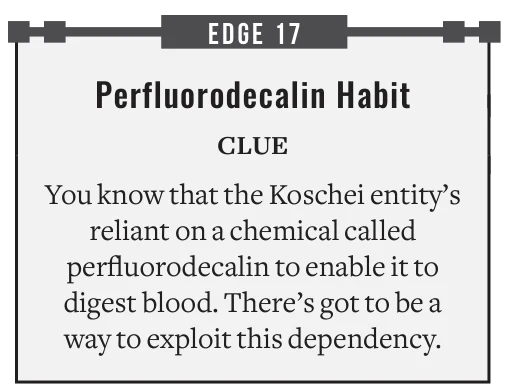 EDGE 17
Perfluorodecalin Habit
CLUE
You know that the Koschei entity’s
reliant on a chemical called
perfluorodecalin to enable it to
digest blood. There’s got to be a
way to exploit this dependency.